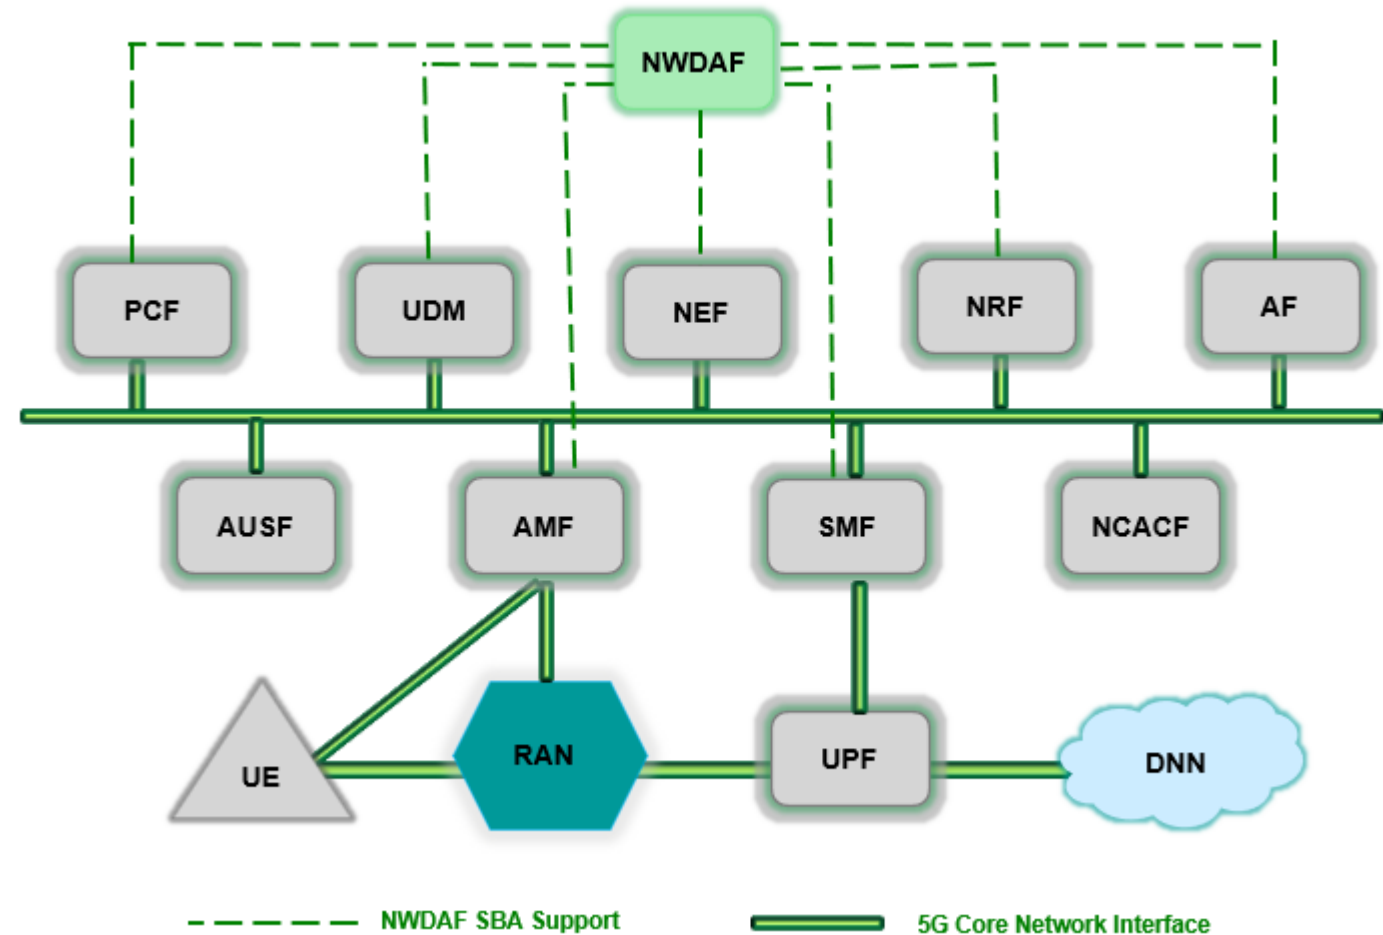 NWDAF
PCF
UDM
NEF
NRF
AF
AUSF
AMF
SMF
NCACF
UE
RAN
UPF
DNN
NWDAF SBA Support
5G Core Network Interface